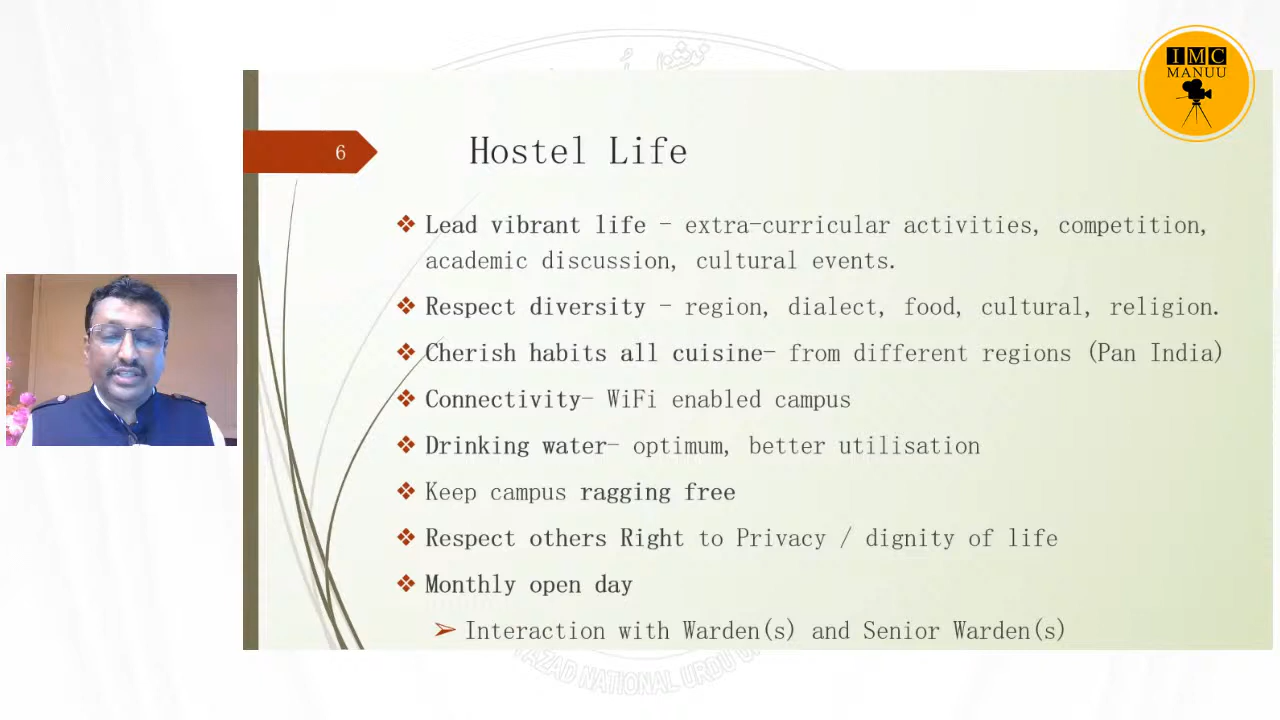 IMC
MANUU
6
Hostel Life
❖ Lead vibrant life - extra-curricular activities, competition,
academic discussion, cultural events.
❖ Respect diversity - region, dialect, food, cultural, religion.
❖ Cherish habits all cuisine- from different regions (Pan India)
❖ Connectivity- WiFi enabled campus
❖ Drinking water- optimum, better utilisation
❖ Keep campus ragging free
❖ Respect others Right to Privacy / dignity of life
❖ Monthly open day
➢ Interaction with Warden(s) and Senior Warden(s)
AZAD NATIONAL URDU